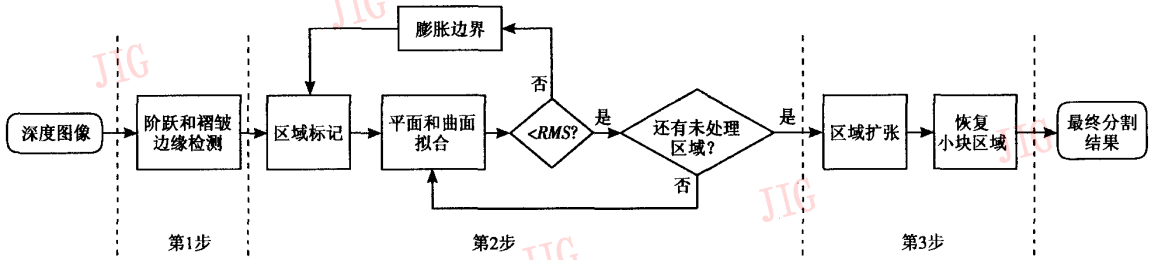 膨胀边界
深度图像
阶跃和褶皱
边缘检测
区域标记
平面和曲面
拟合
否
<RMS?
是
还有未处理
区域?
否
是
区域扩张
恢复
小块区域
最终分割
结果
第1步
第2步
第3步
JIG
JIG
JIG
JIG
JIG